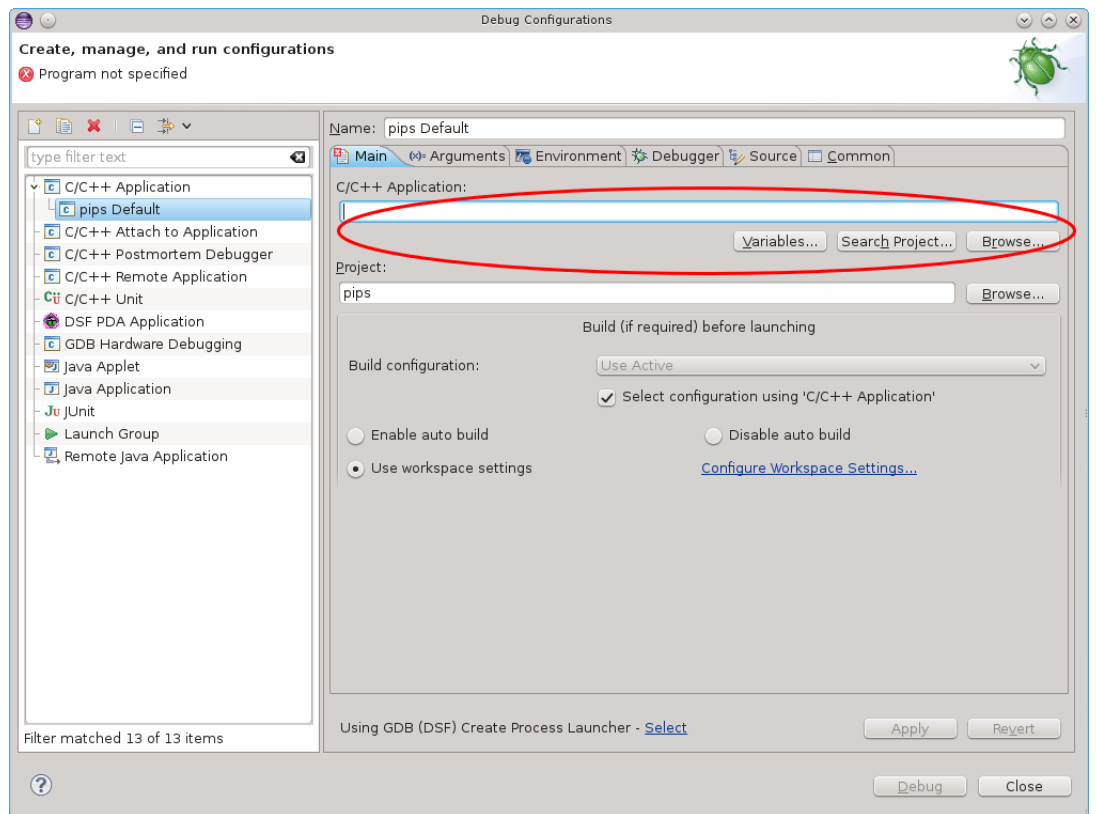 Debug Configurations
Create, manage, and run configurations
Program not specified
type filter text
C/C++ Application
pips Default
C/C++ Attach to Application
C/C++ Postmortem Debugger
C/C++ Remote Application
C/C++ Unit
DSF PDA Application
GDB Hardware Debugging
Java Applet
Java Application
Ju JUnit
Launch Group
Remote Java Application
Filter matched 13 of 13 items
Name: pips Default
Main (x)= Arguments Environment Debugger Source Common
C/C++ Application:
Variables... Search Project... Browse...
Project:
pips Browse...
Build (if required) before launching
Build configuration: Use Active
Select configuration using 'C/C++ Application'
Enable auto build Disable auto build
Use workspace settings Configure Workspace Settings...
Using GDB (DSF) Create Process Launcher - Select
Apply Revert
Debug Close